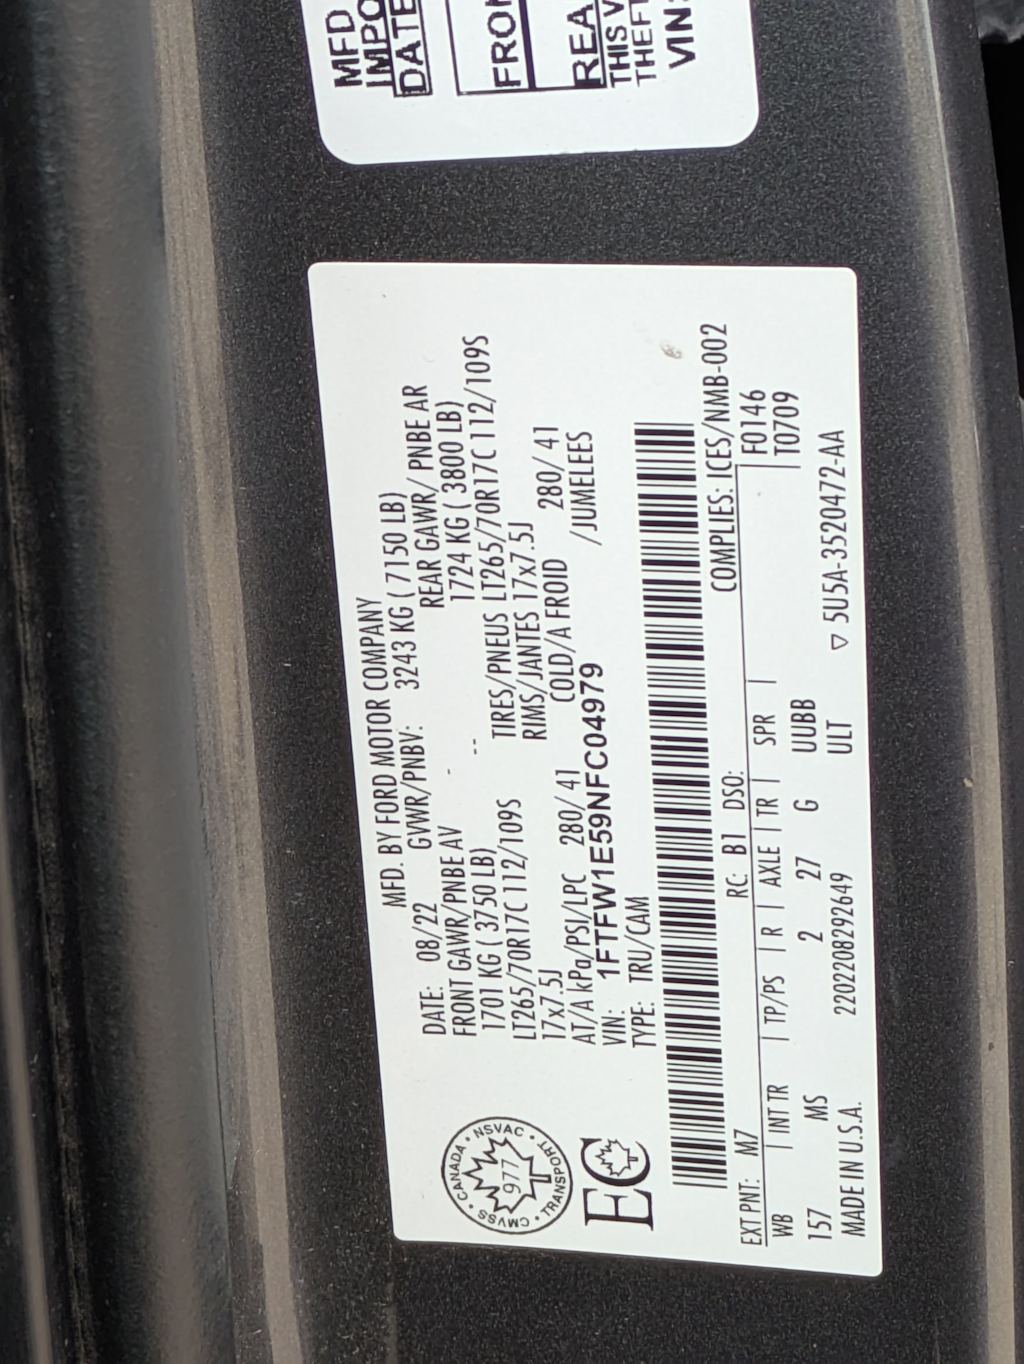 MFD. BY FORD MOTOR COMPANY
DATE: 08/22 GVWR/PNBV: 3243 KG ( 7150 LB)
FRONT GAWR/PNBE AV REAR GAWR/ PNBE AR
1701 KG ( 3750 LB) - -- 1724 KG ( 3800 LB)
LT265/70R17C 112/109S TIRES/PNEUS LT265/70R17C 112/109S
17x7.5J RIMS/JANTES 17x7.5J
AT/A kPa/PSI/LPC 280/ 41 COLD/A FROID 280/ 41
VIN: 1FTFW1E59NFC04979 /JUMELEES
TYPE: TRU/CAM
CANADA • NSVAC • TRANSPORT • CMVSS •
977
EC
COMPLIES: ICES/NMB-002
EXT PNT: M7 RC: B1 DSO: F0146
WB | INT TR | TP/PS | R | AXLE | TR | SPR | T0709
157 MS 2 27 G UUBB
MADE IN U.S.A. 220220829264​9 ULT ▽ 5U5A-3520472-AA
MFD
IMPO
DATE
FRON
REA
THIS V
THEFT
VIN: